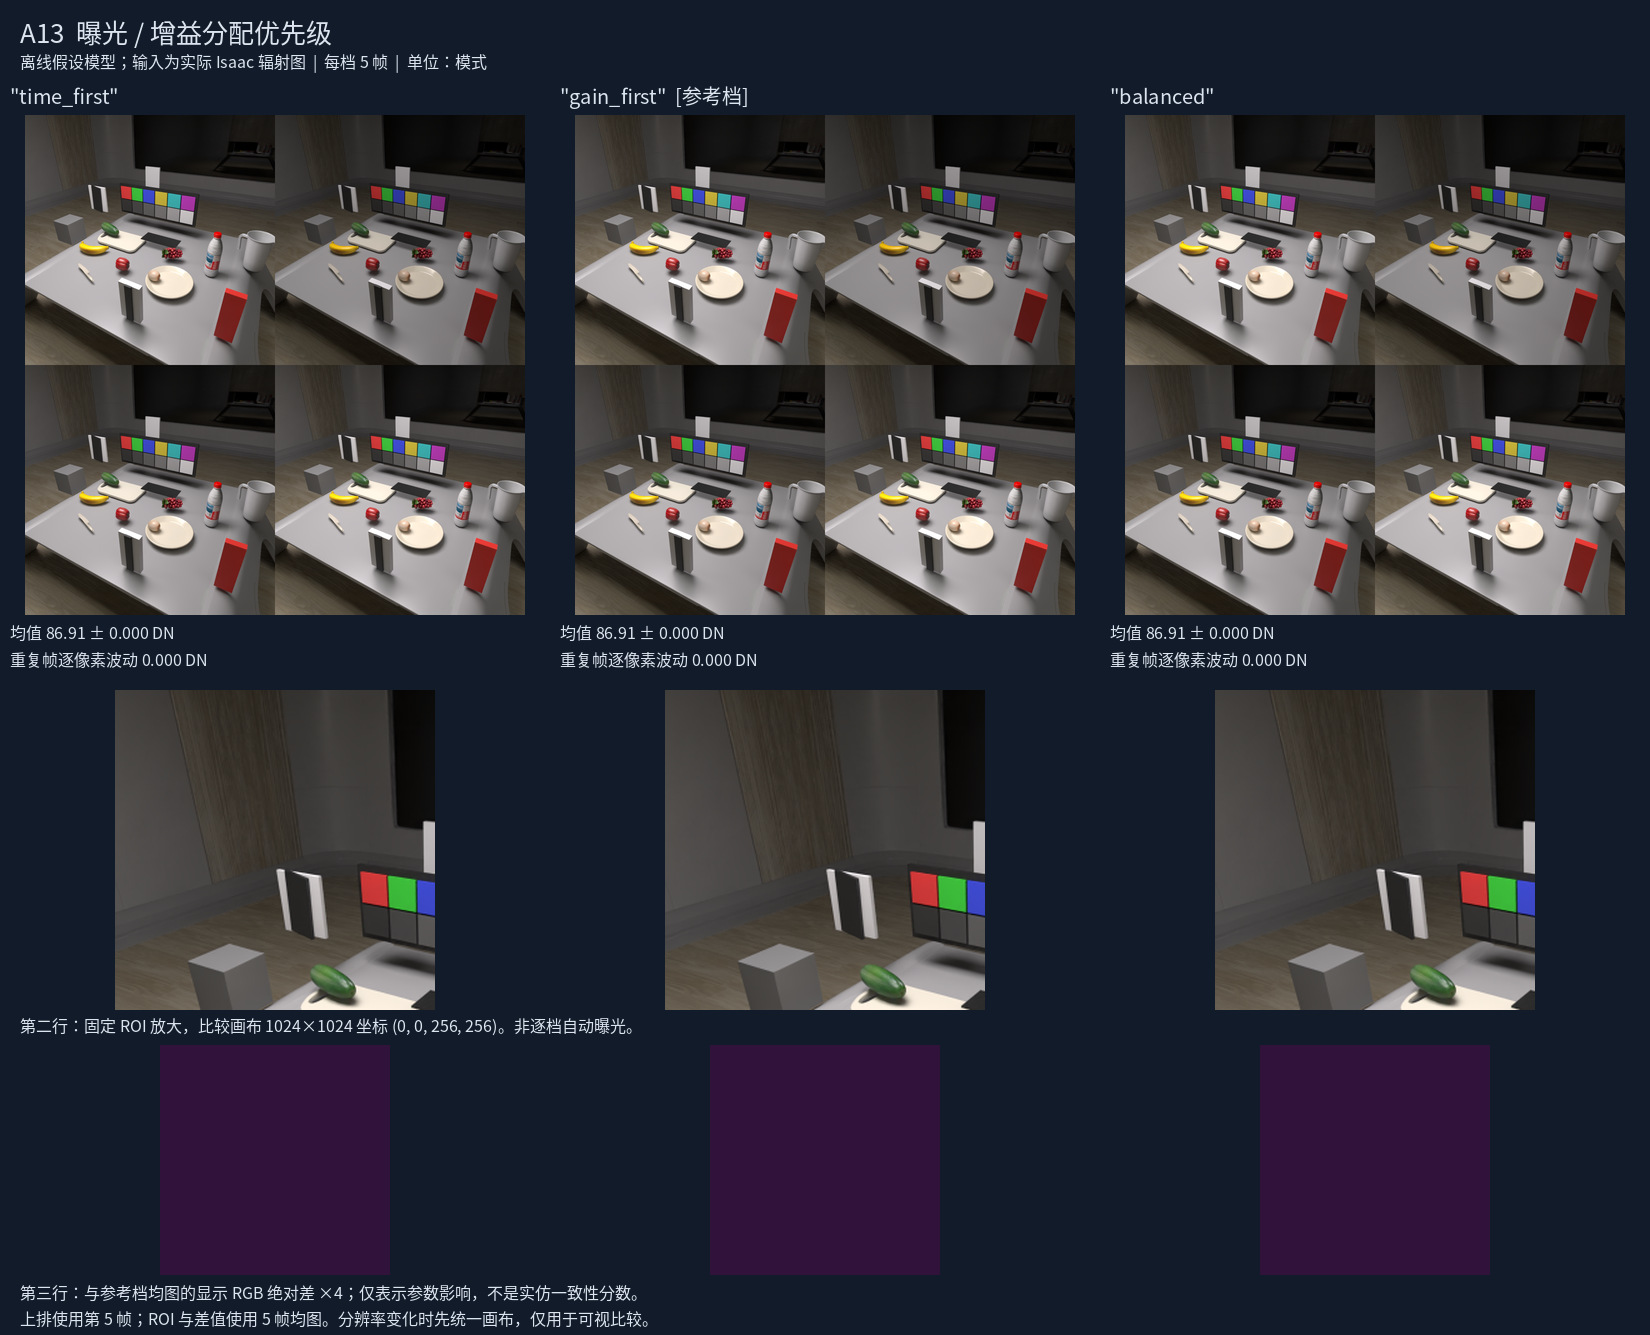 A13 曝光 / 增益分配优先级
离线假设模型；输入为实际 Isaac 辐射图 | 每档 5 帧 | 单位：模式
"time_first"
"gain_first" [参考档]
"balanced"
均值 86.91 ± 0.000 DN
重复帧逐像素波动 0.000 DN
均值 86.91 ± 0.000 DN
重复帧逐像素波动 0.000 DN
均值 86.91 ± 0.000 DN
重复帧逐像素波动 0.000 DN
第二行：固定 ROI 放大，比较画布 1024×1024 坐标 (0, 0, 256, 256)。非逐档自动曝光。
第三行：与参考档均图的显示 RGB 绝对差 ×4；仅表示参数影响，不是实仿一致性分数。
上排使用第 5 帧；ROI 与差值使用 5 帧均图。分辨率变化时先统一画布，仅用于可视比较。